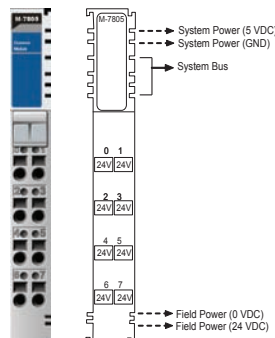 M-7805
M-7805
System Power (5 VDC)
System Power (GND)
System Bus
0 1
24V 24V
2 3
24V 24V
4 5
24V 24V
6 7
24V 24V
Field Power (0 VDC)
Field Power (24 VDC)